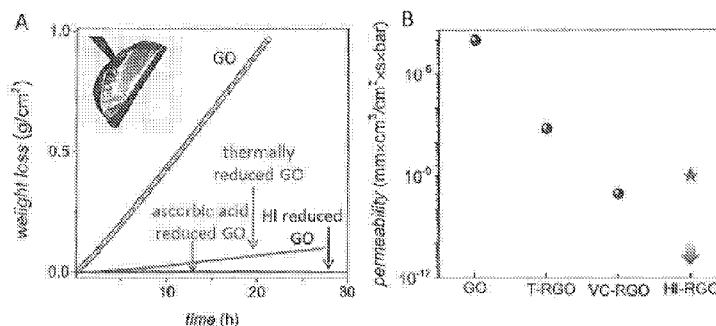 A
1.0
0.5
0.0
weight loss (g/cm²)
GO
thermally
reduced GO
ascorbic acid
reduced GO
HI reduced
GO
10
20
30
time (h)
B
permeability (mm×cm³/cm²×s×bar)
10⁻⁶
10⁻⁹
10⁻¹²
GO
T-RGO
VC-RGO
HI-RGO